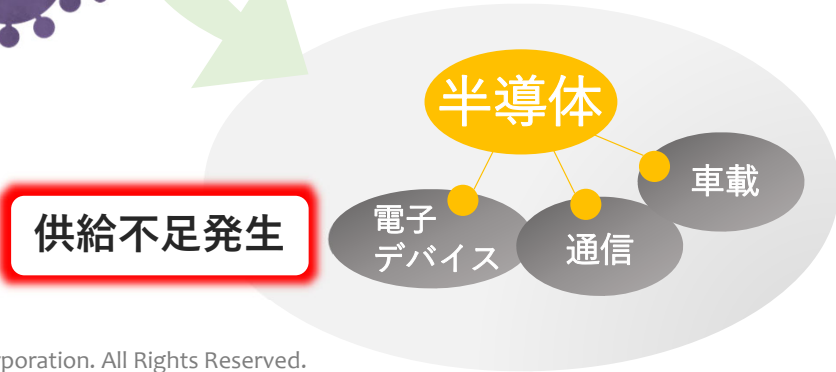 半導体
車載
電子
デバイス
通信
供給不足発生
rporation. All Rights Reserved.